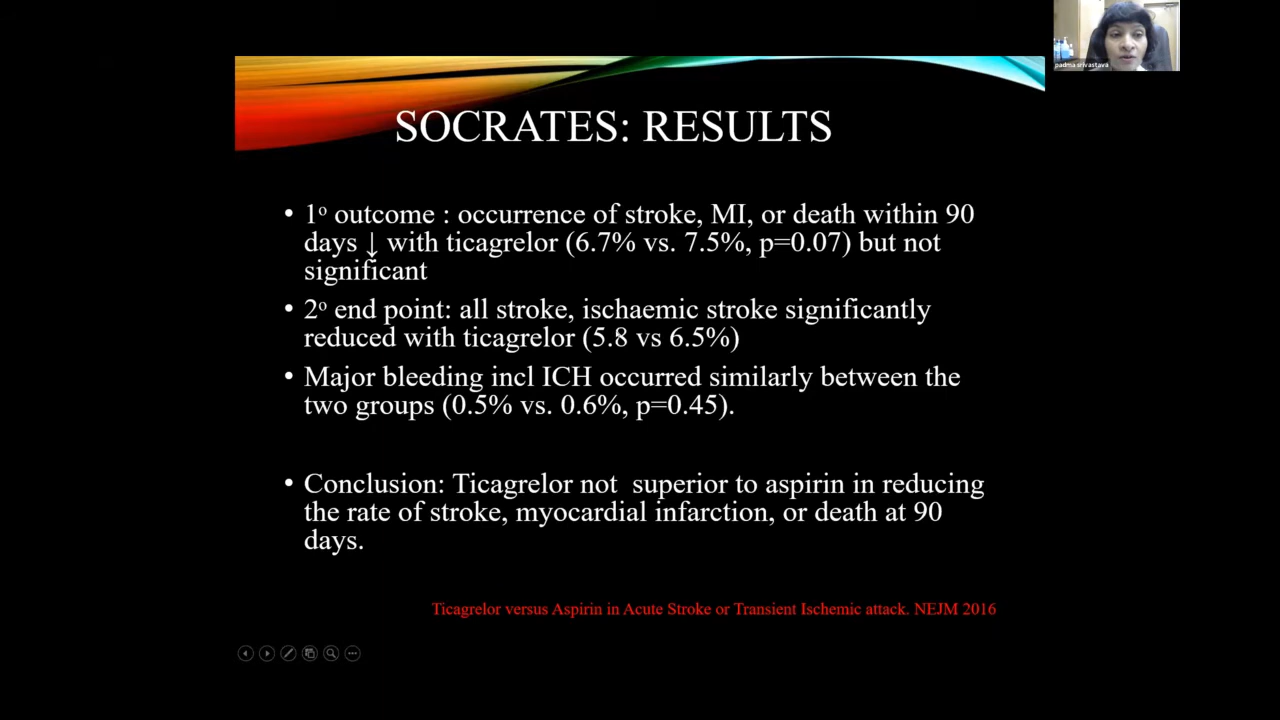 padma srivastava
SOCRATES: RESULTS
• 1º outcome : occurrence of stroke, MI, or death within 90
days ↓ with ticagrelor (6.7% vs. 7.5%, p=0.07) but not
significant
• 2º end point: all stroke, ischaemic stroke significantly
reduced with ticagrelor (5.8 vs 6.5%)
• Major bleeding incl ICH occurred similarly between the
two groups (0.5% vs. 0.6%, p=0.45).
• Conclusion: Ticagrelor not  superior to aspirin in reducing
the rate of stroke, myocardial infarction, or death at 90
days.
Ticagrelor versus Aspirin in Acute Stroke or Transient Ischemic attack. NEJM 2016